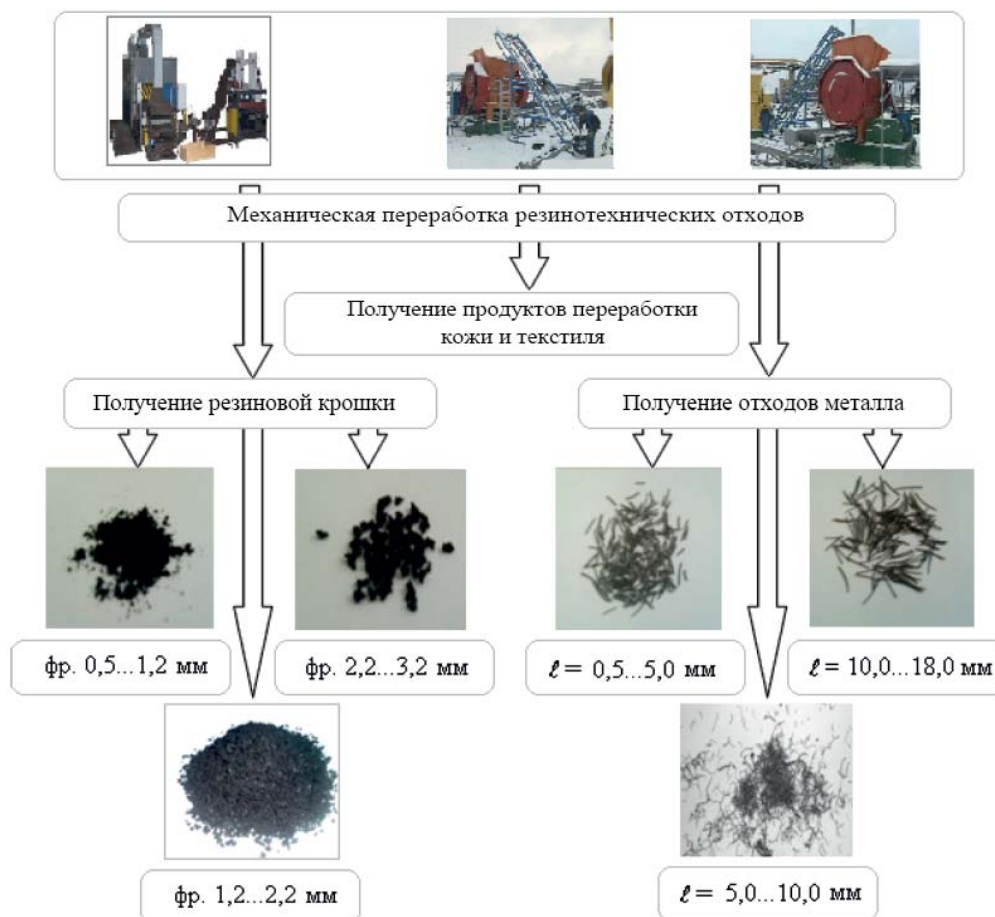 Механическая переработка резинотехнических отходов
Получение продуктов переработки
кожи и текстиля
Получение резиновой крошки
Получение отходов металла
фр. 0,5...1,2 мм
фр. 2,2...3,2 мм
ℓ = 0,5...5,0 мм
ℓ = 10,0...18,0 мм
фр. 1,2...2,2 мм
ℓ = 5,0...10,0 мм